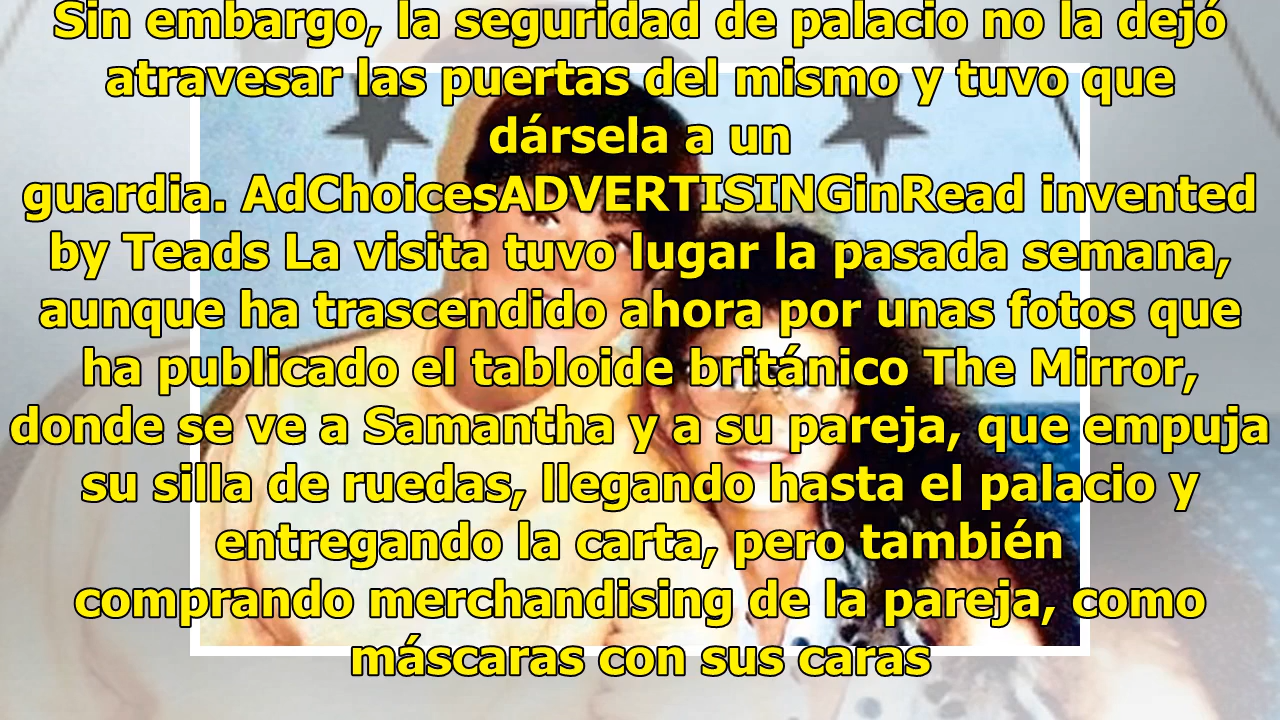 Sin embargo, la seguridad de palacio no la dejó
atravesar las puertas del mismo y tuvo que
dársela a un
guardia. AdChoicesADVERTISINGinRead invented
by Teads La visita tuvo lugar la pasada semana,
aunque ha trascendido ahora por unas fotos que
ha publicado el tabloide británico The Mirror,
donde se ve a Samantha y a su pareja, que empuja
su silla de ruedas, llegando hasta el palacio y
entregando la carta, pero también
comprando merchandising de la pareja, como
máscaras con sus caras